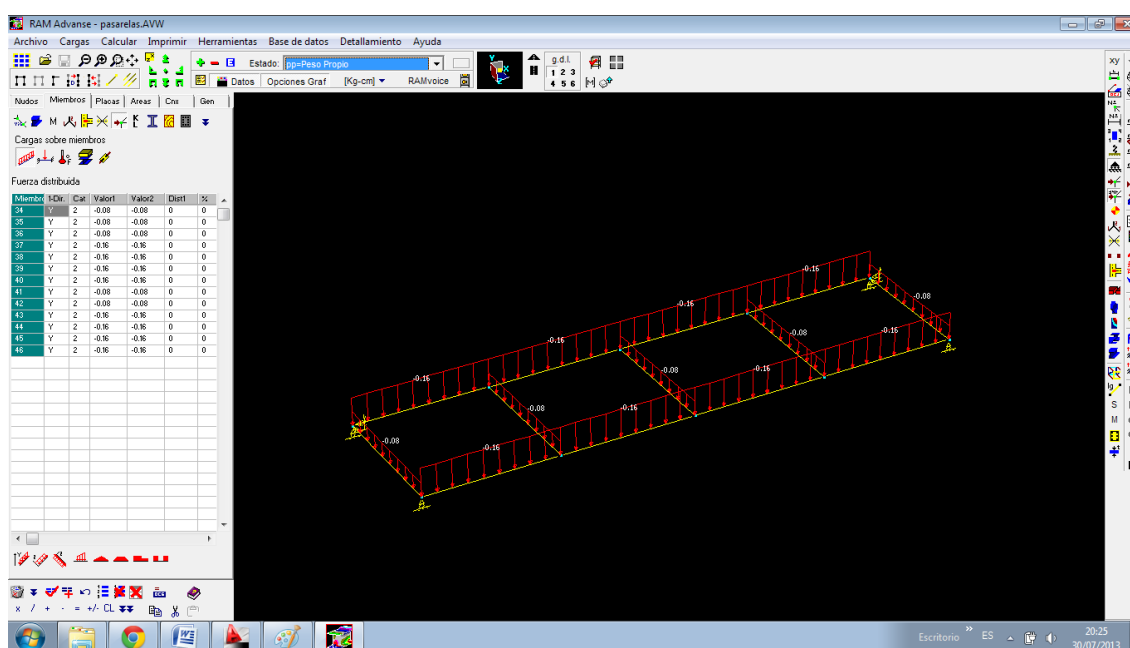 RAM Advanse - pasarelas.AVW
Archivo Cargas Calcular Imprimir Herramientas Base de datos Detallamiento Ayuda
Estado: pp=Peso Propio
g.d.l.
1 2 3
4 5 6
Datos Opciones Graf [Kg-cm] RAMvoice
Nudos Miembros Placas Areas Cns Gen
Cargas sobre miembros
Fuerza distribuida
Miembro 1-Dir. Cat Valor1 Valor2 Dist1 %
34 Y 2 -0.08 -0.08 0 0
35 Y 2 -0.08 -0.08 0 0
36 Y 2 -0.08 -0.08 0 0
37 Y 2 -0.16 -0.16 0 0
38 Y 2 -0.16 -0.16 0 0
39 Y 2 -0.16 -0.16 0 0
40 Y 2 -0.16 -0.16 0 0
41 Y 2 -0.08 -0.08 0 0
42 Y 2 -0.08 -0.08 0 0
43 Y 2 -0.16 -0.16 0 0
44 Y 2 -0.16 -0.16 0 0
45 Y 2 -0.16 -0.16 0 0
46 Y 2 -0.16 -0.16 0 0
-0.16
-0.08
-0.16
-0.08
-0.16
-0.16
-0.08
-0.16
-0.16
-0.08
-0.16
-0.08
-0.16
x / + - = +/- CL
xy
S
M
Escritorio » ES
20:25
30/07/2013